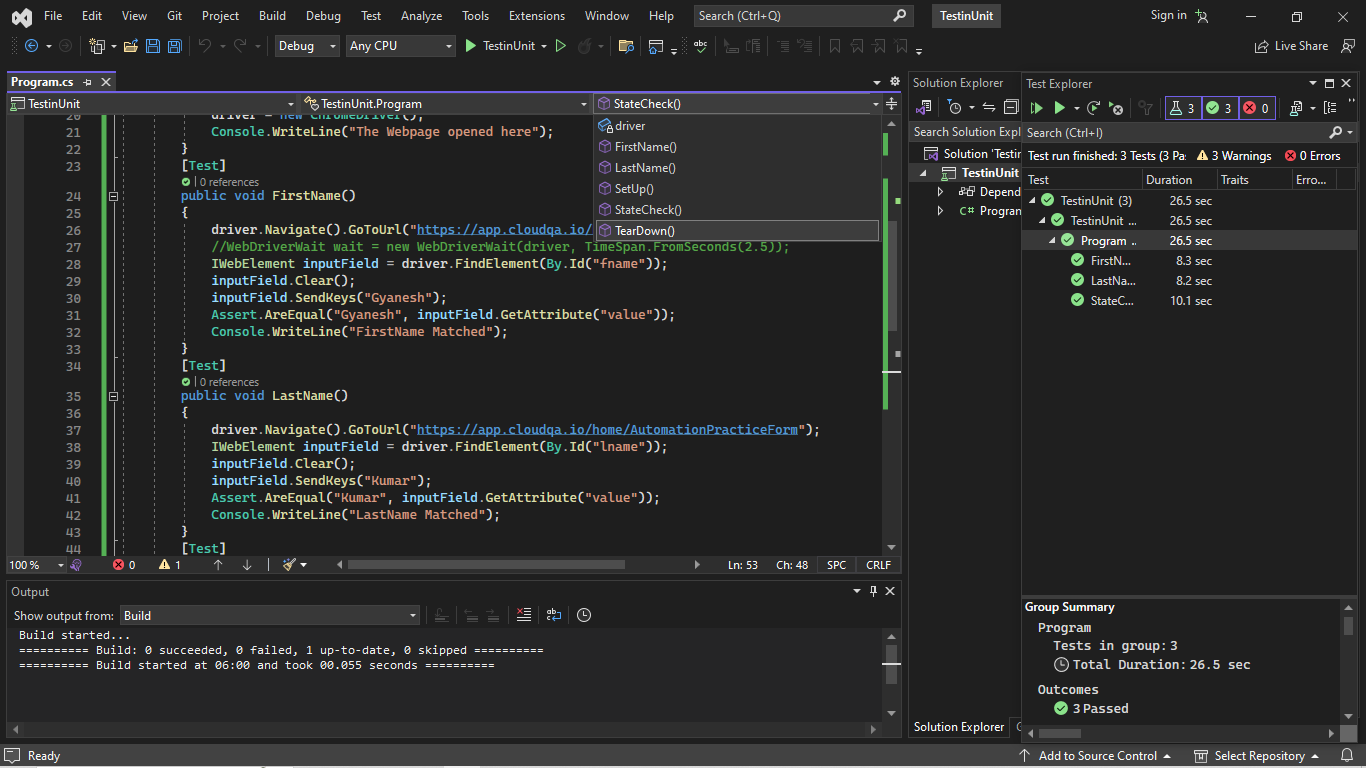 File Edit View Git Project Build Debug Test Analyze Tools Extensions Window Help Search (Ctrl+Q) TestinUnit Sign in
Debug Any CPU TestinUnit Live Share
Program.cs
TestinUnit TestinUnit.Program StateCheck()
driver
FirstName()
LastName()
SetUp()
StateCheck()
TearDown()
20 driver = new ChromeDriver();
21 Console.WriteLine("The Webpage opened here");
22 }
23 [Test]
0 references
24 public void FirstName()
25 {
26 driver.Navigate().GoToUrl("https://app.cloudqa.io/
27 //WebDriverWait wait = new WebDriverWait(driver, TimeSpan.FromSeconds(2.5));
28 IWebElement inputField = driver.FindElement(By.Id("fname"));
29 inputField.Clear();
30 inputField.SendKeys("Gyanesh");
31 Assert.AreEqual("Gyanesh", inputField.GetAttribute("value"));
32 Console.WriteLine("FirstName Matched");
33 }
34 [Test]
0 references
35 public void LastName()
36 {
37 driver.Navigate().GoToUrl("https://app.cloudqa.io/home/AutomationPracticeForm");
38 IWebElement inputField = driver.FindElement(By.Id("lname"));
39 inputField.Clear();
40 inputField.SendKeys("Kumar");
41 Assert.AreEqual("Kumar", inputField.GetAttribute("value"));
42 Console.WriteLine("LastName Matched");
43 }
44 [Test]
100 % 0 1 Ln: 53 Ch: 48 SPC CRLF
Output
Show output from: Build
Build started...
========== Build: 0 succeeded, 0 failed, 1 up-to-date, 0 skipped ==========
========== Build started at 06:00 and took 00.055 seconds ==========
Solution Explorer
Search Solution Expl
Solution 'Testin
TestinUnit
Depend
C# Progran
Solution Explorer
Test Explorer
3 3 0
Search (Ctrl+I)
Test run finished: 3 Tests (3 Pas 3 Warnings 0 Errors
Test Duration Traits Erro...
TestinUnit (3) 26.5 sec
TestinUnit ... 26.5 sec
Program .. 26.5 sec
FirstN... 8.3 sec
LastNa... 8.2 sec
StateC... 10.1 sec
Group Summary
Program
Tests in group: 3
Total Duration: 26.5 sec
Outcomes
3 Passed
Ready Add to Source Control Select Repository